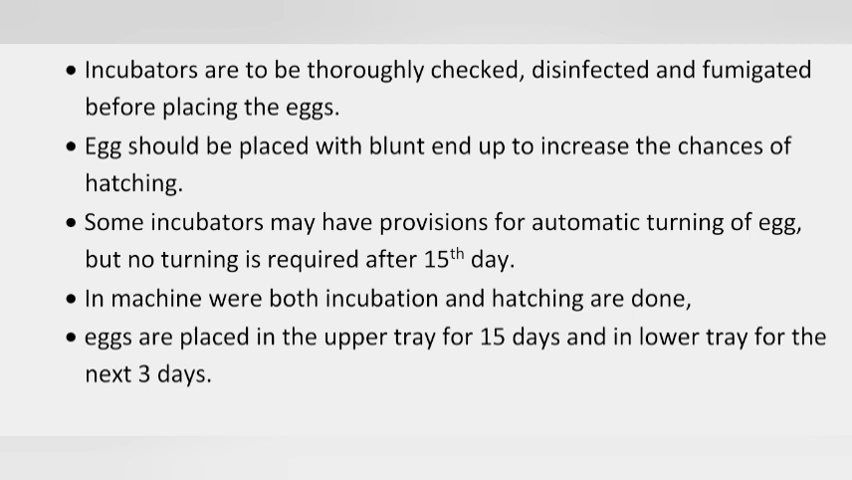 • Incubators are to be thoroughly checked, disinfected and fumigated
before placing the eggs.
• Egg should be placed with blunt end up to increase the chances of
hatching.
• Some incubators may have provisions for automatic turning of egg,
but no turning is required after 15th day.
• In machine were both incubation and hatching are done,
• eggs are placed in the upper tray for 15 days and in lower tray for the
next 3 days.